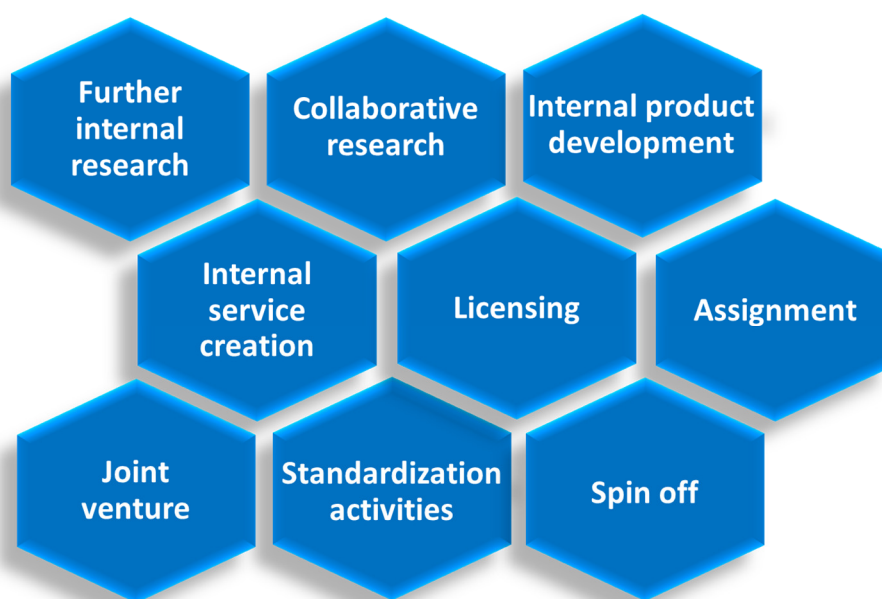 Further
internal
research
Collaborative
research
Internal product
development
Internal
service
creation
Licensing
Assignment
Joint
venture
Standardization
activities
Spin off